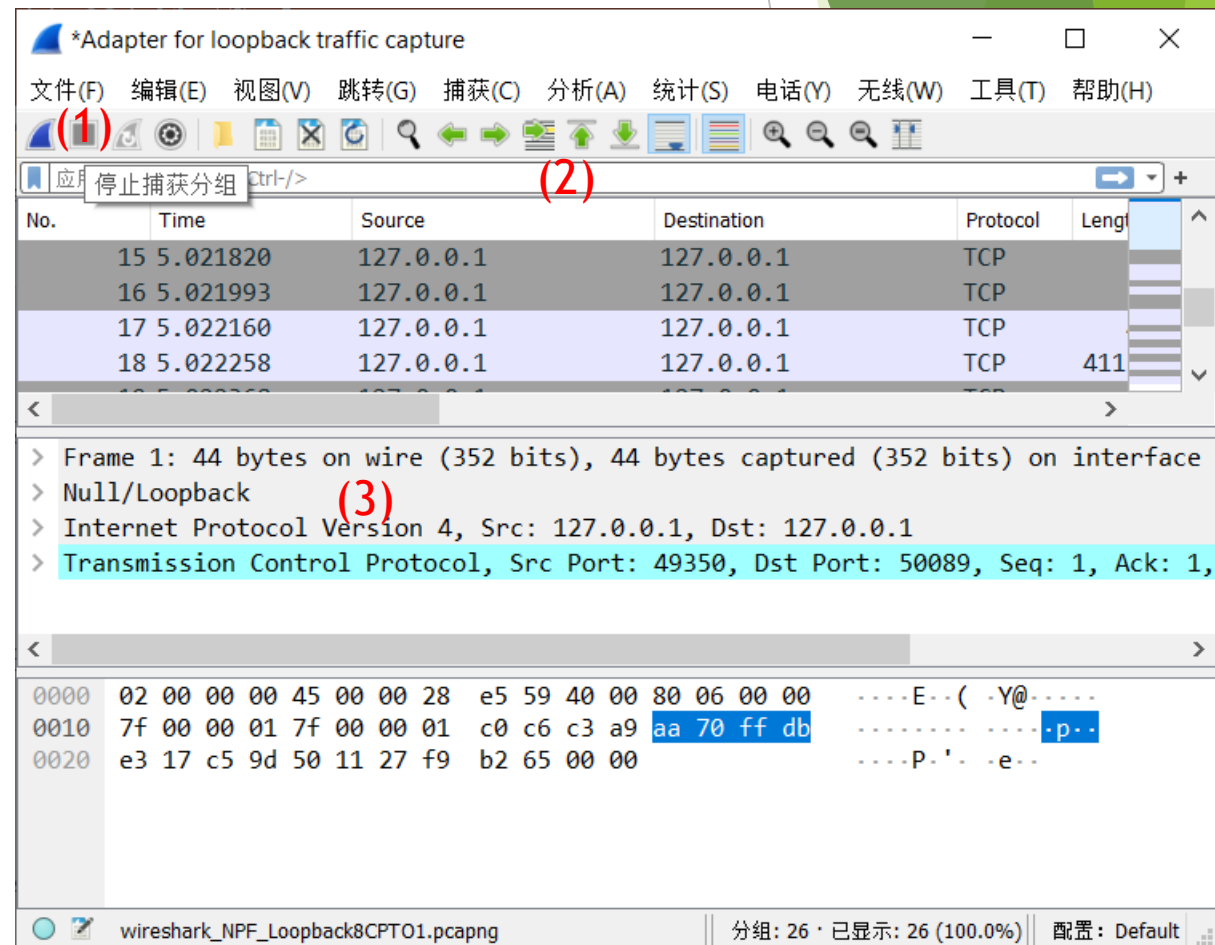 *Adapter for loopback traffic capture
文件(F) 编辑(E) 视图(V) 跳转(G) 捕获(C) 分析(A) 统计(S) 电话(Y) 无线(W) 工具(T) 帮助(H)
(1)
应 停止捕获分组 Ctrl-/> (2)
No. Time Source Destination Protocol Lengt
15 5.021820 127.0.0.1 127.0.0.1 TCP
16 5.021993 127.0.0.1 127.0.0.1 TCP
17 5.022160 127.0.0.1 127.0.0.1 TCP
18 5.022258 127.0.0.1 127.0.0.1 TCP 411
> Frame 1: 44 bytes on wire (352 bits), 44 bytes captured (352 bits) on interface
> Null/Loopback
(3)
> Internet Protocol Version 4, Src: 127.0.0.1, Dst: 127.0.0.1
> Transmission Control Protocol, Src Port: 49350, Dst Port: 50089, Seq: 1, Ack: 1,
0000 02 00 00 00 45 00 00 28 e5 59 40 00 80 06 00 00 ····E··( ·Y@·····
0010 7f 00 00 01 7f 00 00 01 c0 c6 c3 a9 aa 70 ff db ········ ·····p··
0020 e3 17 c5 9d 50 11 27 f9 b2 65 00 00 ····P·'· ·e··
wireshark_NPF_Loopback8CPTO1.pcapng 分组: 26 · 已显示: 26 (100.0%) 配置: Default